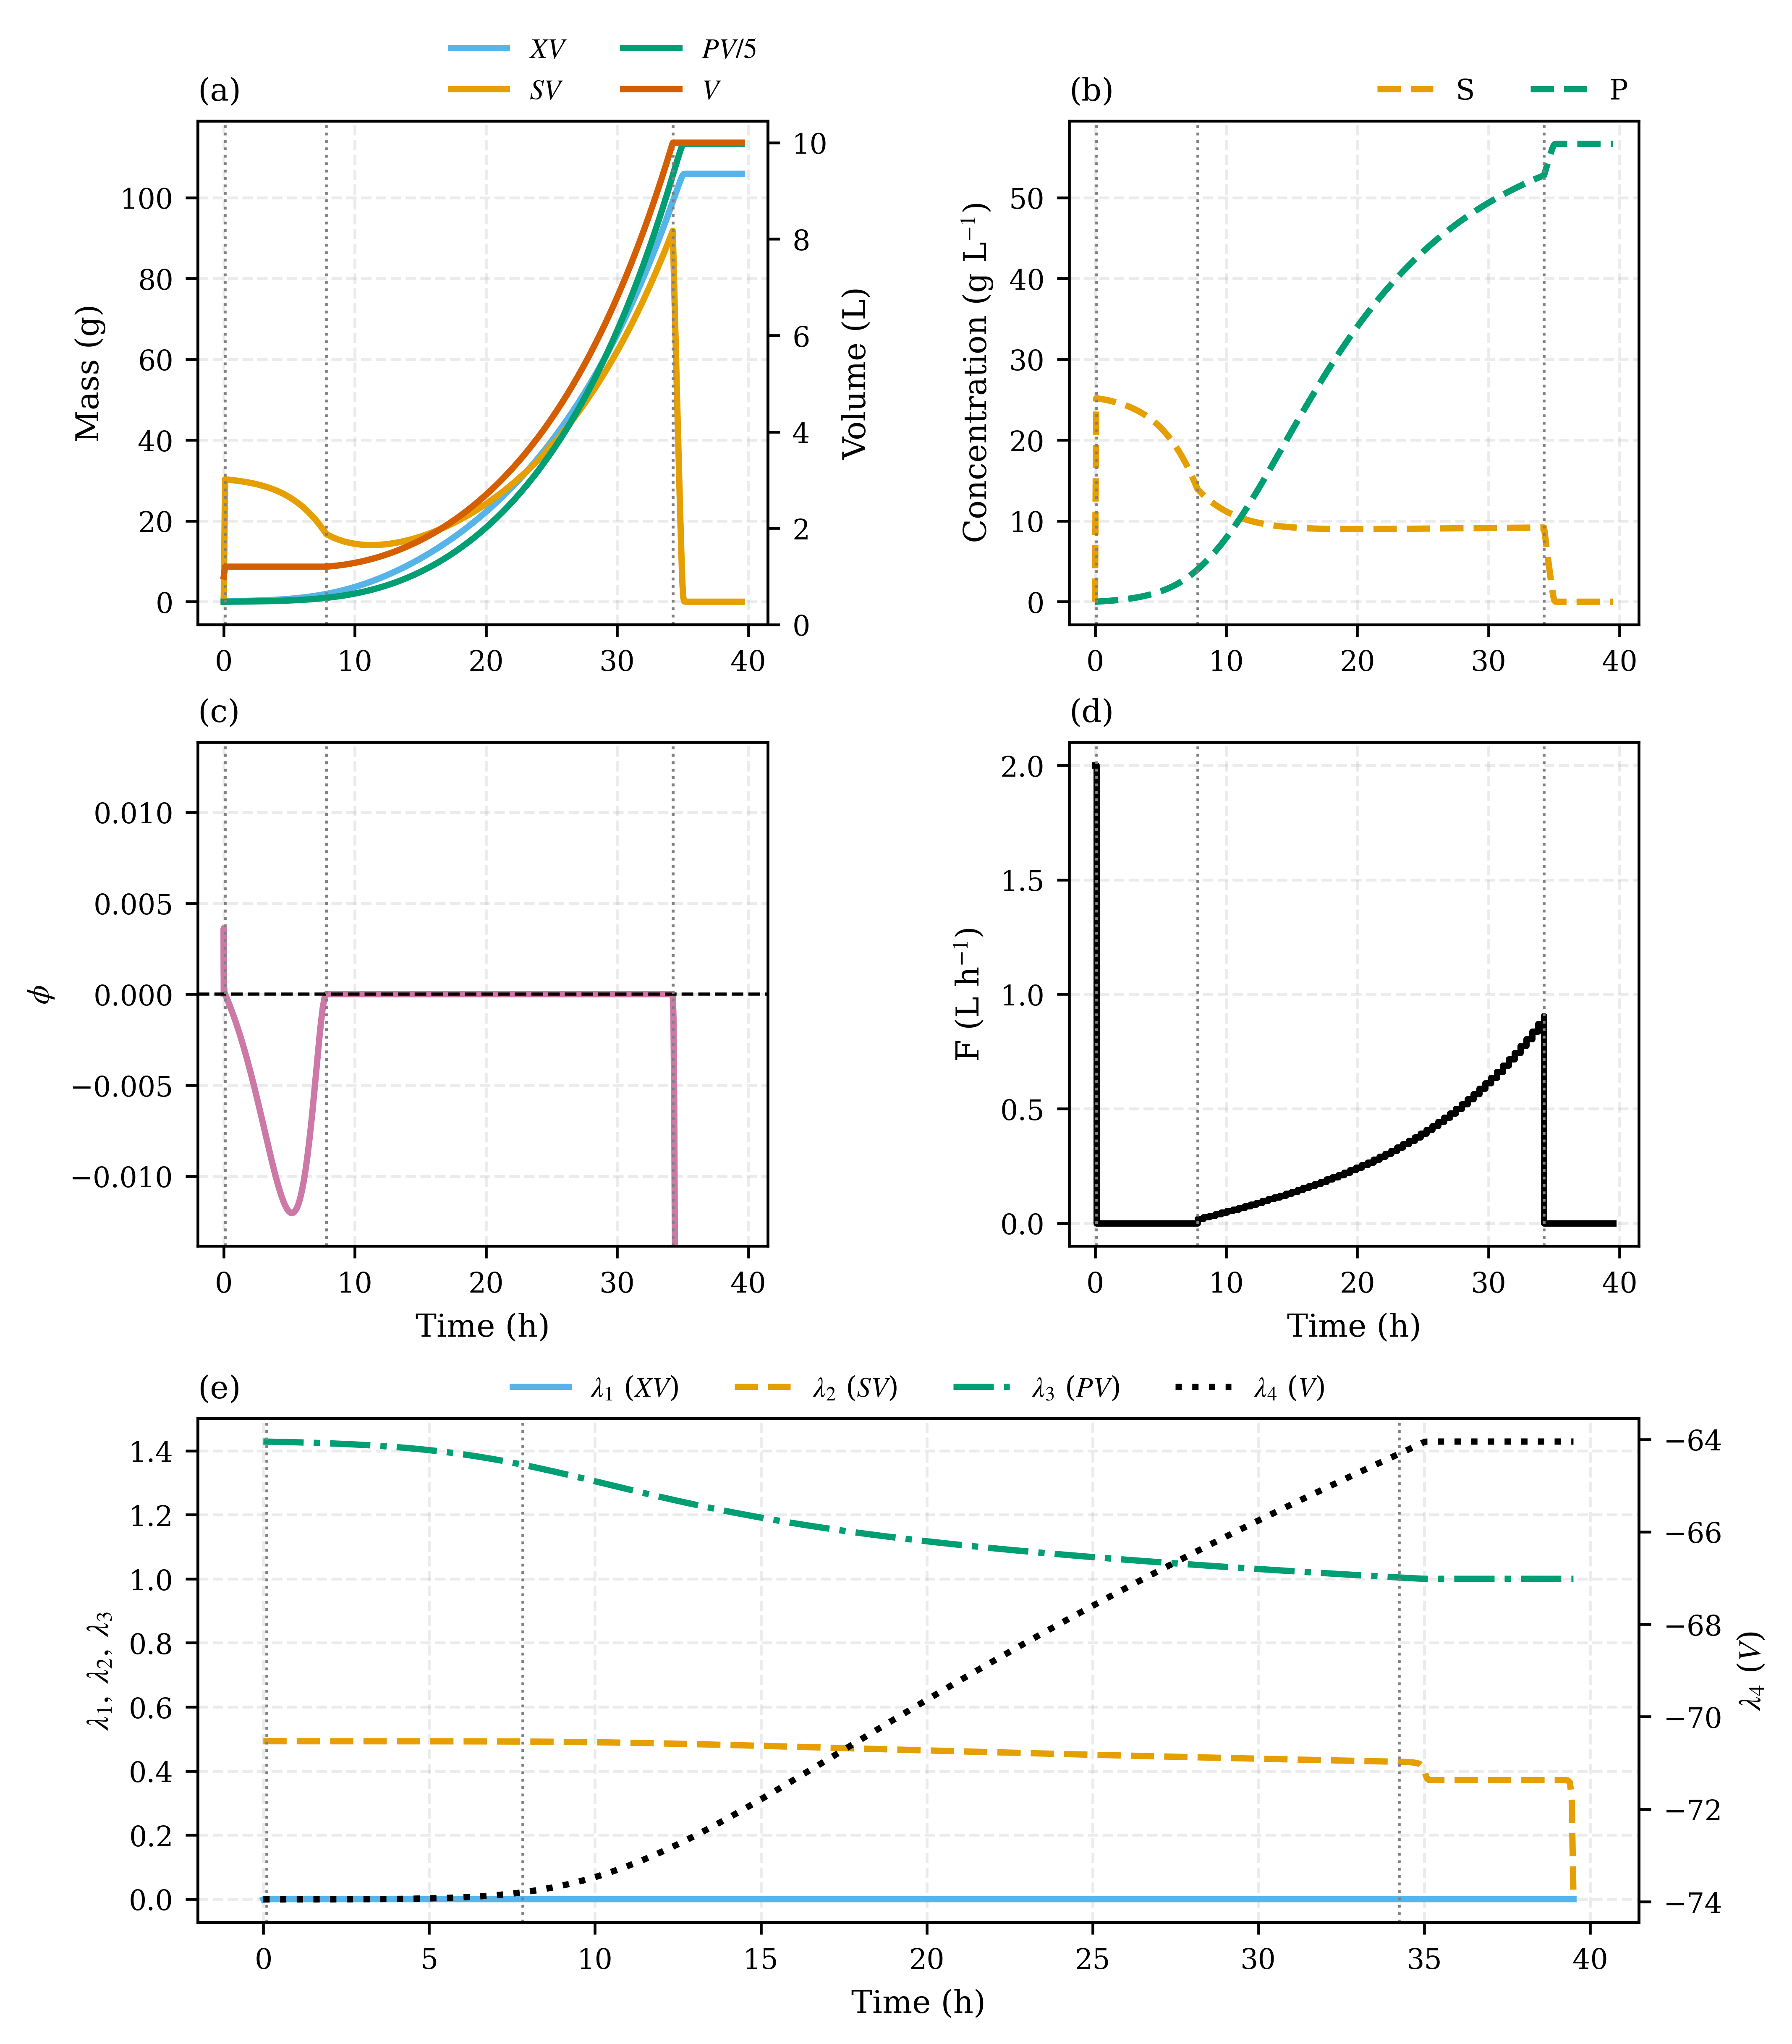 XV PV/5
SV V
(a)
(b)
S P
100
80
60
40
20
0
Mass (g)
10
8
6
4
2
0
Volume (L)
0 10 20 30 40
50
40
30
20
10
0
Concentration (g L⁻¹)
0 10 20 30 40
(c)
0.010
0.005
0.000
−0.005
−0.010
ϕ
0 10 20 30 40
Time (h)
(d)
2.0
1.5
1.0
0.5
0.0
F (L h⁻¹)
0 10 20 30 40
Time (h)
(e)
λ₁ (XV) λ₂ (SV) λ₃ (PV) λ₄ (V)
1.4
1.2
1.0
0.8
0.6
0.4
0.2
0.0
λ₁, λ₂, λ₃
−64
−66
−68
−70
−72
−74
λ₄ (V)
0 5 10 15 20 25 30 35 40
Time (h)